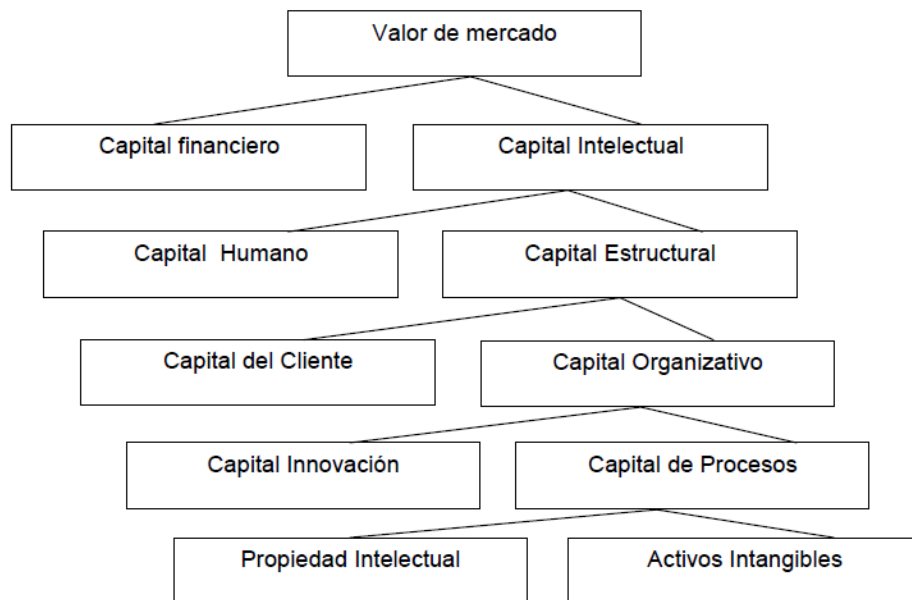 Valor de mercado
Capital financiero
Capital Intelectual
Capital Humano
Capital Estructural
Capital del Cliente
Capital Organizativo
Capital Innovación
Capital de Procesos
Propiedad Intelectual
Activos Intangibles